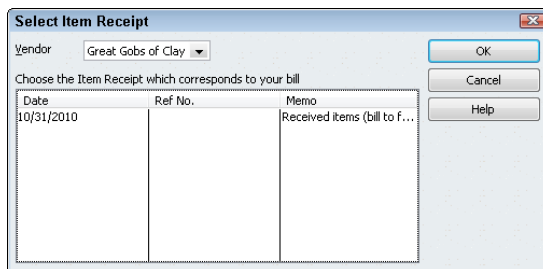 Select Item Receipt
Vendor Great Gobs of Clay OK
Choose the Item Receipt which corresponds to your bill Cancel
Date Ref No. Memo Help
10/31/2010 Received items (bill to f...